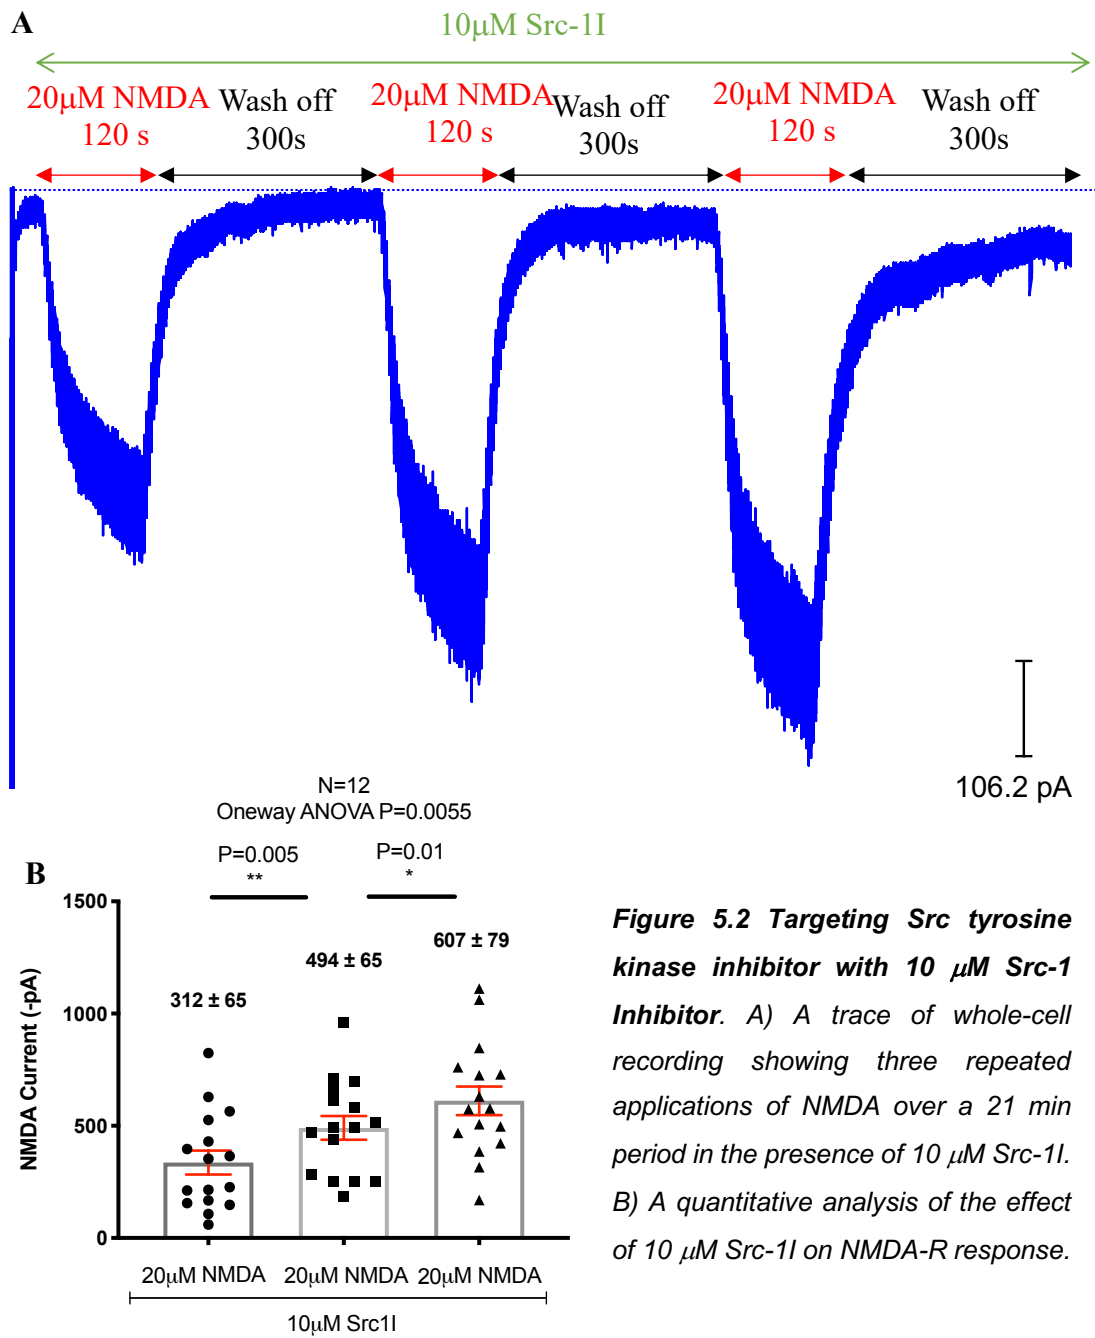 A
10μM Src-1I
20μM NMDA
120 s
Wash off
300s
20μM NMDA
120 s
Wash off
300s
20μM NMDA
120 s
Wash off
300s
106.2 pA
N=12
Oneway ANOVA P=0.0055
P=0.005
**
P=0.01
*
B
1500
1000
500
0
NMDA Current (-pA)
312 ± 65
494 ± 65
607 ± 79
20μM NMDA
20μM NMDA
20μM NMDA
10μM Src1I
Figure 5.2 Targeting Src tyrosine
kinase inhibitor with 10 μM Src-1
Inhibitor. A) A trace of whole-cell
recording showing three repeated
applications of NMDA over a 21 min
period in the presence of 10 μM Src-1I.
B) A quantitative analysis of the effect
of 10 μM Src-1I on NMDA-R response.